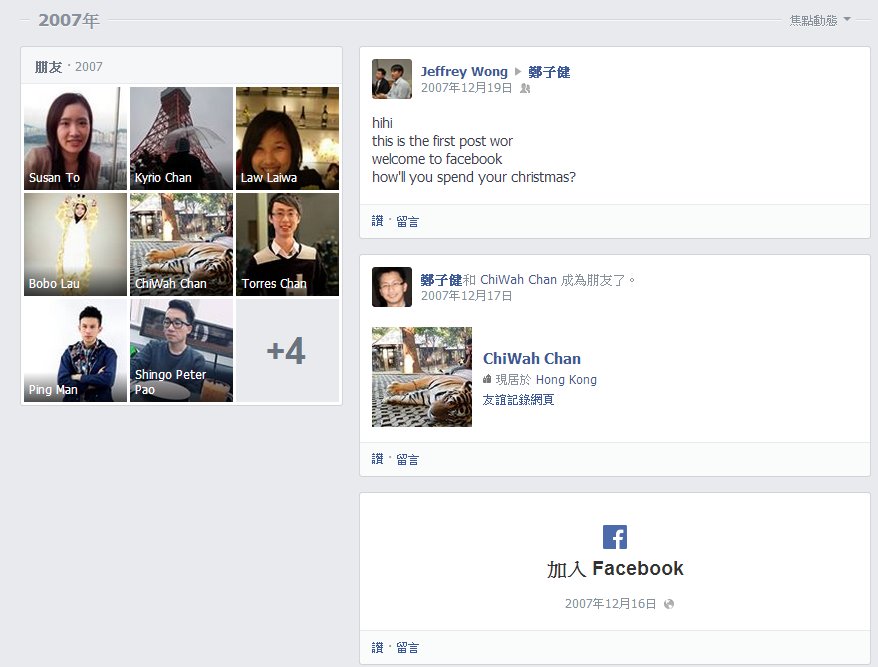 2007年
焦點動態
朋友 · 2007
Susan To
Kyrio Chan
Law Laiwa
Bobo Lau
ChiWah Chan
Torres Chan
Ping Man
Shingo Peter
Pao
+4
Jeffrey Wong ▸ 鄭子健
2007年12月19日
hihi
this is the first post wor
welcome to facebook
how'll you spend your christmas?
讚 · 留言
鄭子健和 ChiWah Chan 成為朋友了。
2007年12月17日
ChiWah Chan
現居於 Hong Kong
友誼記錄網頁
讚 · 留言
f
加入 Facebook
2007年12月16日
讚 · 留言